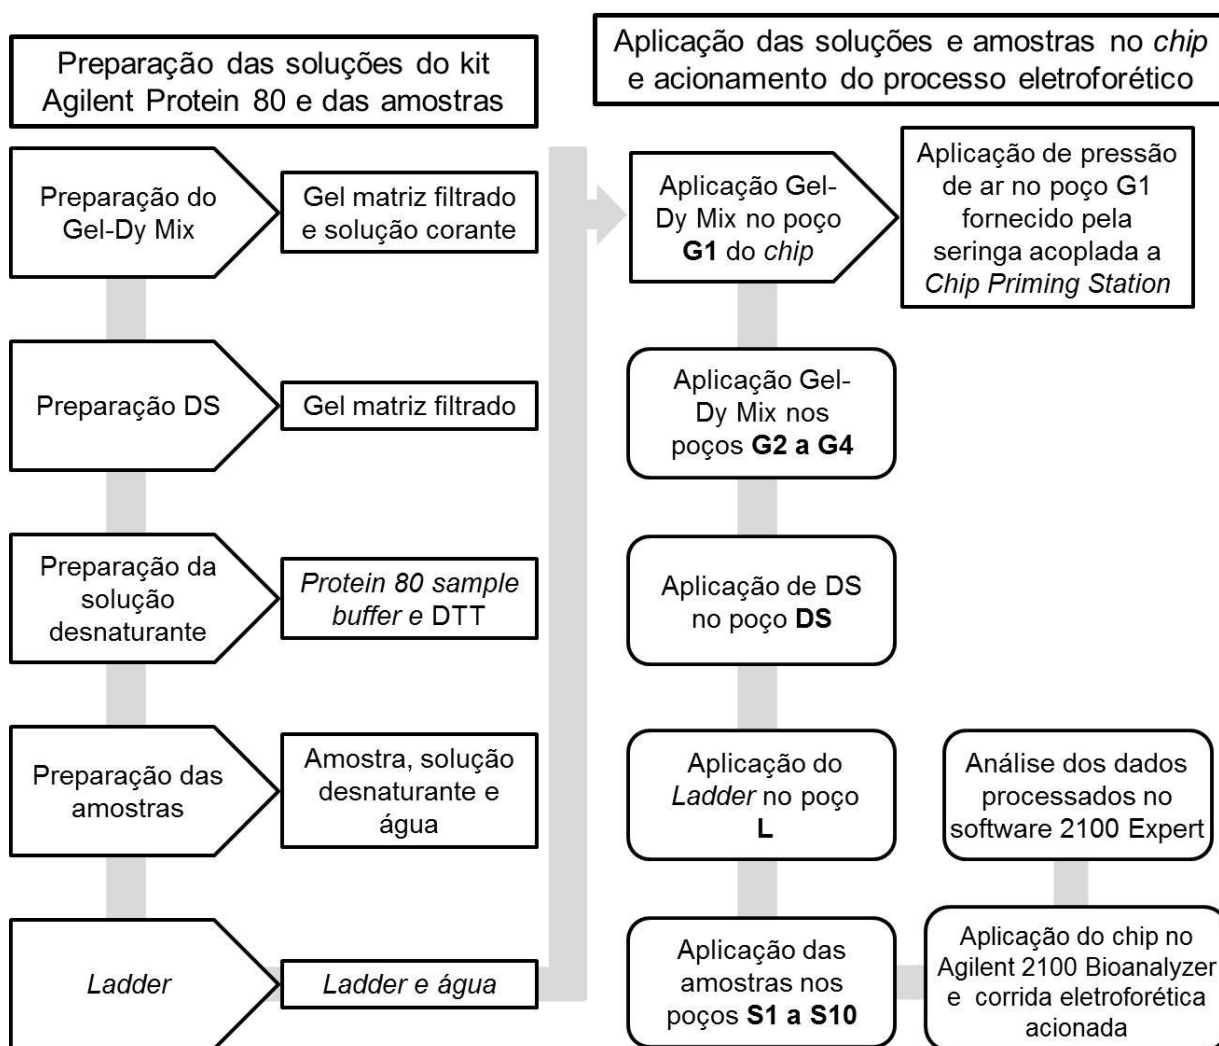 Preparação das soluções do kit
Agilent Protein 80 e das amostras
Preparação do
Gel-Dy Mix
Gel matriz filtrado
e solução corante
Preparação DS
Gel matriz filtrado
Preparação da
solução
desnaturante
Protein 80 sample
buffer e DTT
Preparação das
amostras
Amostra, solução
desnaturante e
água
Ladder
Ladder e água
Aplicação das soluções e amostras no chip
e acionamento do processo eletroforético
Aplicação Gel-
Dy Mix no poço
G1 do chip
Aplicação de pressão
de ar no poço G1
fornecido pela
seringa acoplada a
Chip Priming Station
Aplicação Gel-
Dy Mix nos
poços G2 a G4
Aplicação de DS
no poço DS
Aplicação do
Ladder no poço
L
Aplicação das
amostras nos
poços S1 a S10
Aplicação do chip no
Agilent 2100 Bioanalyzer
e corrida eletroforética
acionada
Análise dos dados
processados no
software 2100 Expert